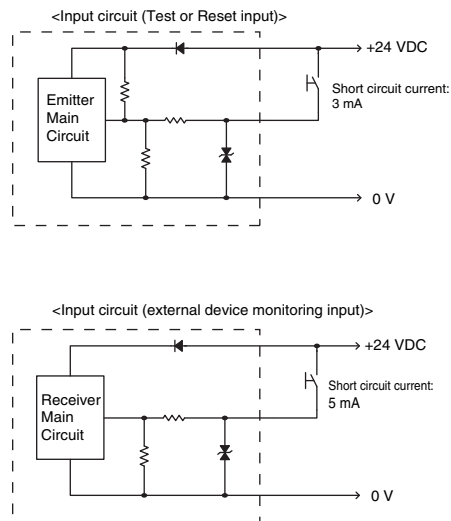 <Input circuit (Test or Reset input)>
+24 VDC
Emitter
Main
Circuit
Short circuit current:
3 mA
0 V
<Input circuit (external device monitoring input)>
+24 VDC
Receiver
Main
Circuit
Short circuit current:
5 mA
0 V